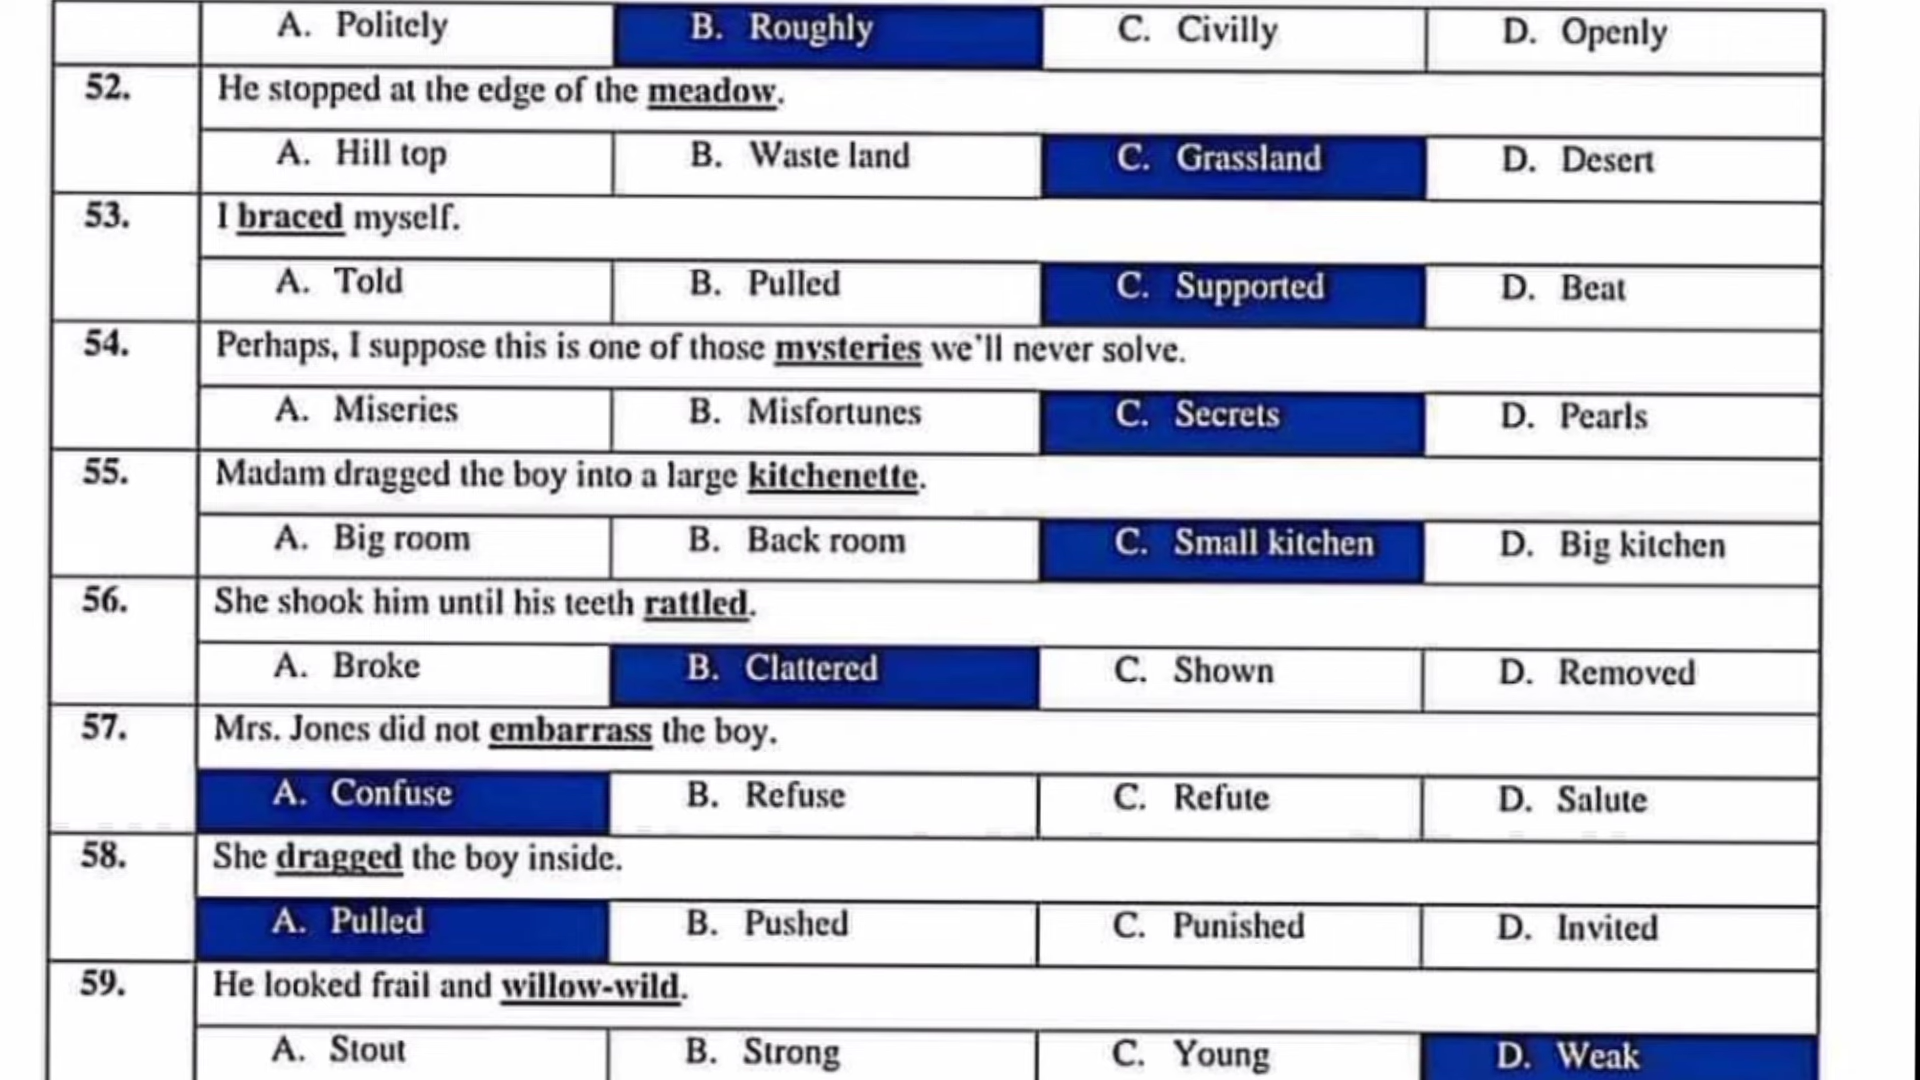 A. Politely B. Roughly C. Civilly D. Openly
52. He stopped at the edge of the meadow.
A. Hill top B. Waste land C. Grassland D. Desert
53. I braced myself.
A. Told B. Pulled C. Supported D. Beat
54. Perhaps, I suppose this is one of those mysteries we'll never solve.
A. Miseries B. Misfortunes C. Secrets D. Pearls
55. Madam dragged the boy into a large kitchenette.
A. Big room B. Back room C. Small kitchen D. Big kitchen
56. She shook him until his teeth rattled.
A. Broke B. Clattered C. Shown D. Removed
57. Mrs. Jones did not embarrass the boy.
A. Confuse B. Refuse C. Refute D. Salute
58. She dragged the boy inside.
A. Pulled B. Pushed C. Punished D. Invited
59. He looked frail and willow-wild.
A. Stout B. Strong C. Young D. Weak